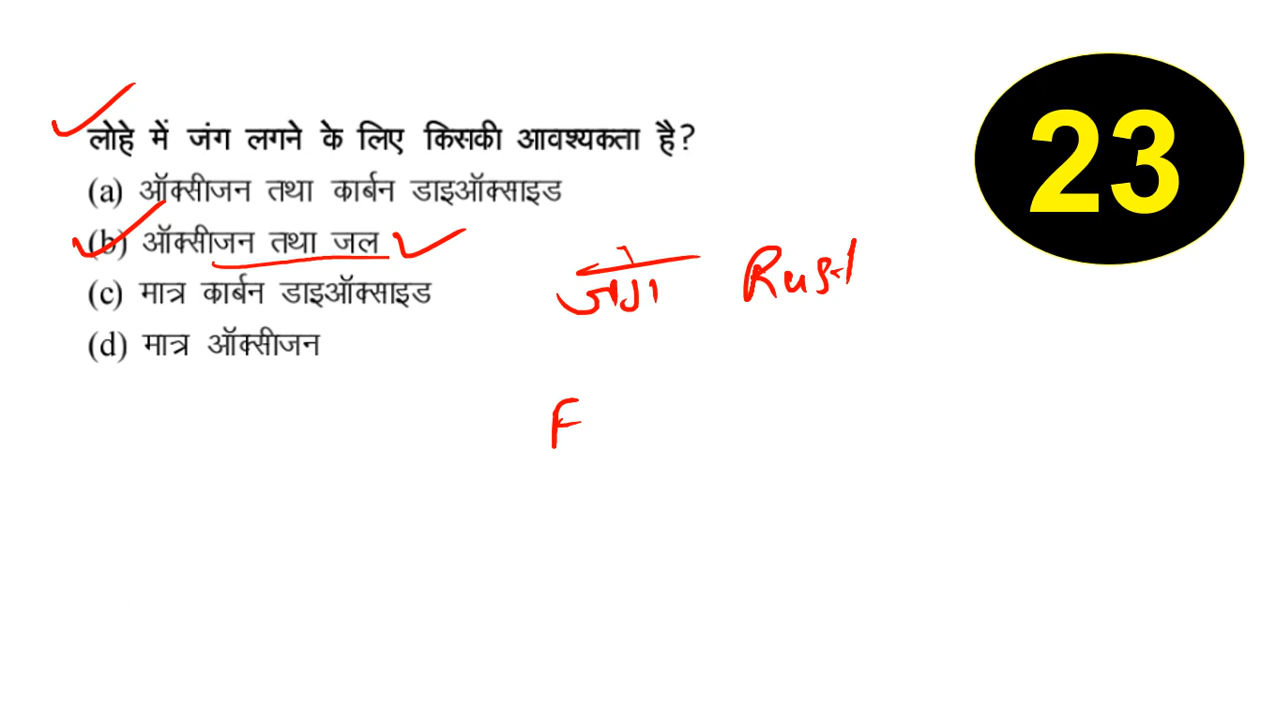 लोहे में जंग लगने के लिए किसकी आवश्यकता है?
(a) ऑक्सीजन तथा कार्बन डाइऑक्साइड
(b) ऑक्सीजन तथा जल
(c) मात्र कार्बन डाइऑक्साइड
(d) मात्र ऑक्सीजन
जंग Rust
F
23